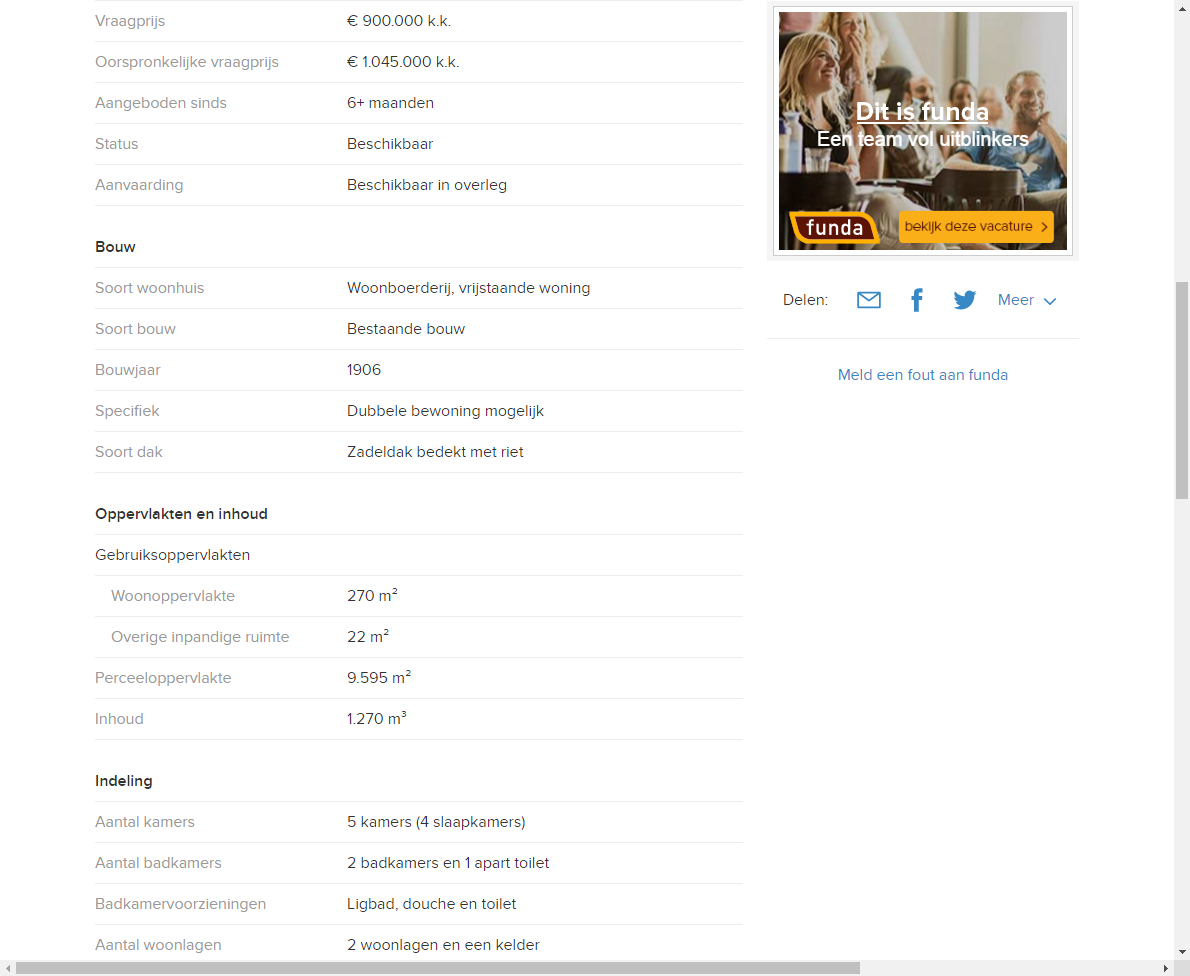 Vraagprijs € 900.000 k.k.
Oorspronkelijke vraagprijs € 1.045.000 k.k.
Aangeboden sinds 6+ maanden
Status Beschikbaar
Aanvaarding Beschikbaar in overleg
Bouw
Soort woonhuis Woonboerderij, vrijstaande woning
Soort bouw Bestaande bouw
Bouwjaar 1906
Specifiek Dubbele bewoning mogelijk
Soort dak Zadeldak bedekt met riet
Oppervlakten en inhoud
Gebruiksoppervlakten
Woonoppervlakte 270 m²
Overige inpandige ruimte 22 m²
Perceeloppervlakte 9.595 m²
Inhoud 1.270 m³
Indeling
Aantal kamers 5 kamers (4 slaapkamers)
Aantal badkamers 2 badkamers en 1 apart toilet
Badkamervoorzieningen Ligbad, douche en toilet
Aantal woonlagen 2 woonlagen en een kelder
Dit is funda
Een team vol uitblinkers
funda bekijk deze vacature
Delen: Meer
Meld een fout aan funda